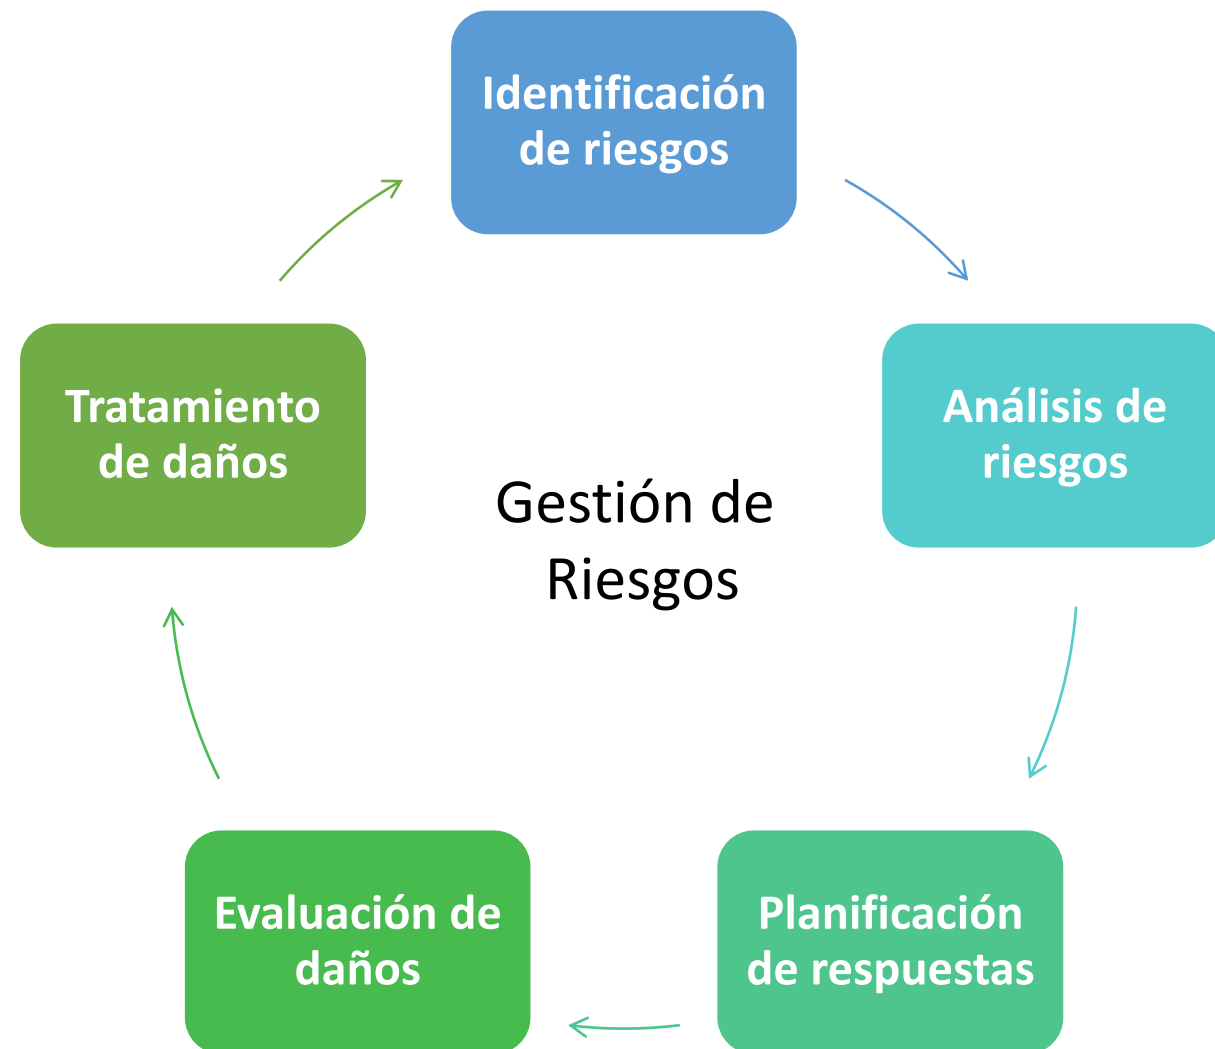 Identificación
de riesgos
Análisis de
riesgos
Planificación
de respuestas
Evaluación de
daños
Tratamiento
de daños
Gestión de
Riesgos